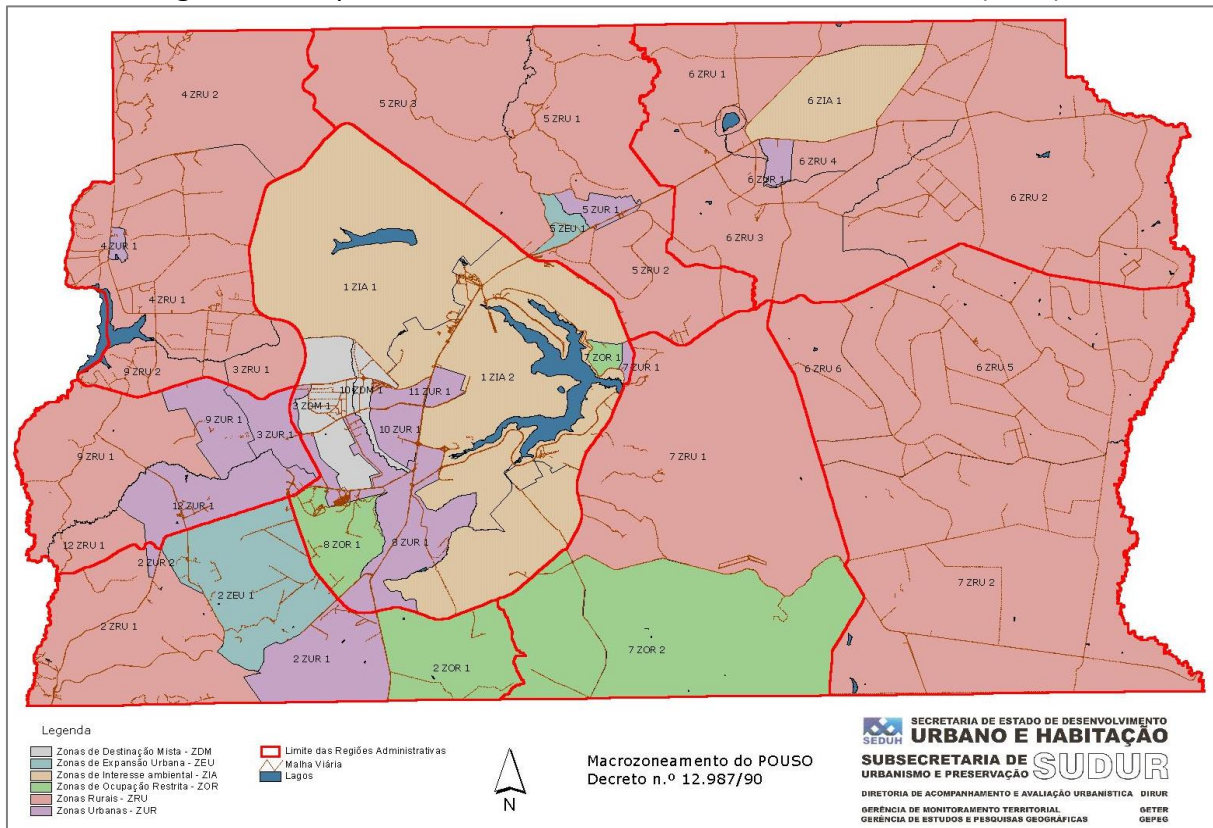 4 ZRU 2
5 ZRU 3
5 ZRU 1
6 ZRU 1
6 ZIA 1
6 ZRU 4
6 ZUR 1
6 ZRU 2
5 ZUR 1
5 ZEU 1
6 ZRU 3
4 ZUR 1
5 ZRU 2
1 ZIA 1
4 ZRU 1
7 ZOR 1
7 ZUR 1
9 ZRU 2
3 ZRU 1
1 ZIA 2
6 ZRU 6
6 ZRU 5
10 ZDM 1
11 ZUR 1
3 ZDM 1
9 ZUR 1
3 ZUR 1
10 ZUR 1
9 ZRU 1
7 ZRU 1
12 ZUR 1
12 ZRU 1
8 ZOR 1
8 ZUR 1
2 ZUR 2
7 ZRU 2
2 ZEU 1
2 ZRU 1
7 ZOR 2
2 ZUR 1
2 ZOR 1
Legenda
Zonas de Destinação Mista - ZDM
Zonas de Expansão Urbana - ZEU
Zonas de Interesse ambiental - ZIA
Zonas de Ocupação Restrita - ZOR
Zonas Rurais - ZRU
Zonas Urbanas - ZUR
Limite das Regiões Administrativas
Malha Viária
Lagos
N
Macrozoneamento do POUSO
Decreto n.º 12.987/90
SEDUH
SECRETARIA DE ESTADO DE DESENVOLVIMENTO
URBANO E HABITAÇÃO
SUBSECRETARIA DE
URBANISMO E PRESERVAÇÃO
SUDUR
DIRETORIA DE ACOMPANHAMENTO E AVALIAÇÃO URBANÍSTICA DIRUR
GERÊNCIA DE MONITORAMENTO TERRITORIAL GETER
GERÊNCIA DE ESTUDOS E PESQUISAS GEOGRÁFICAS GEPEG